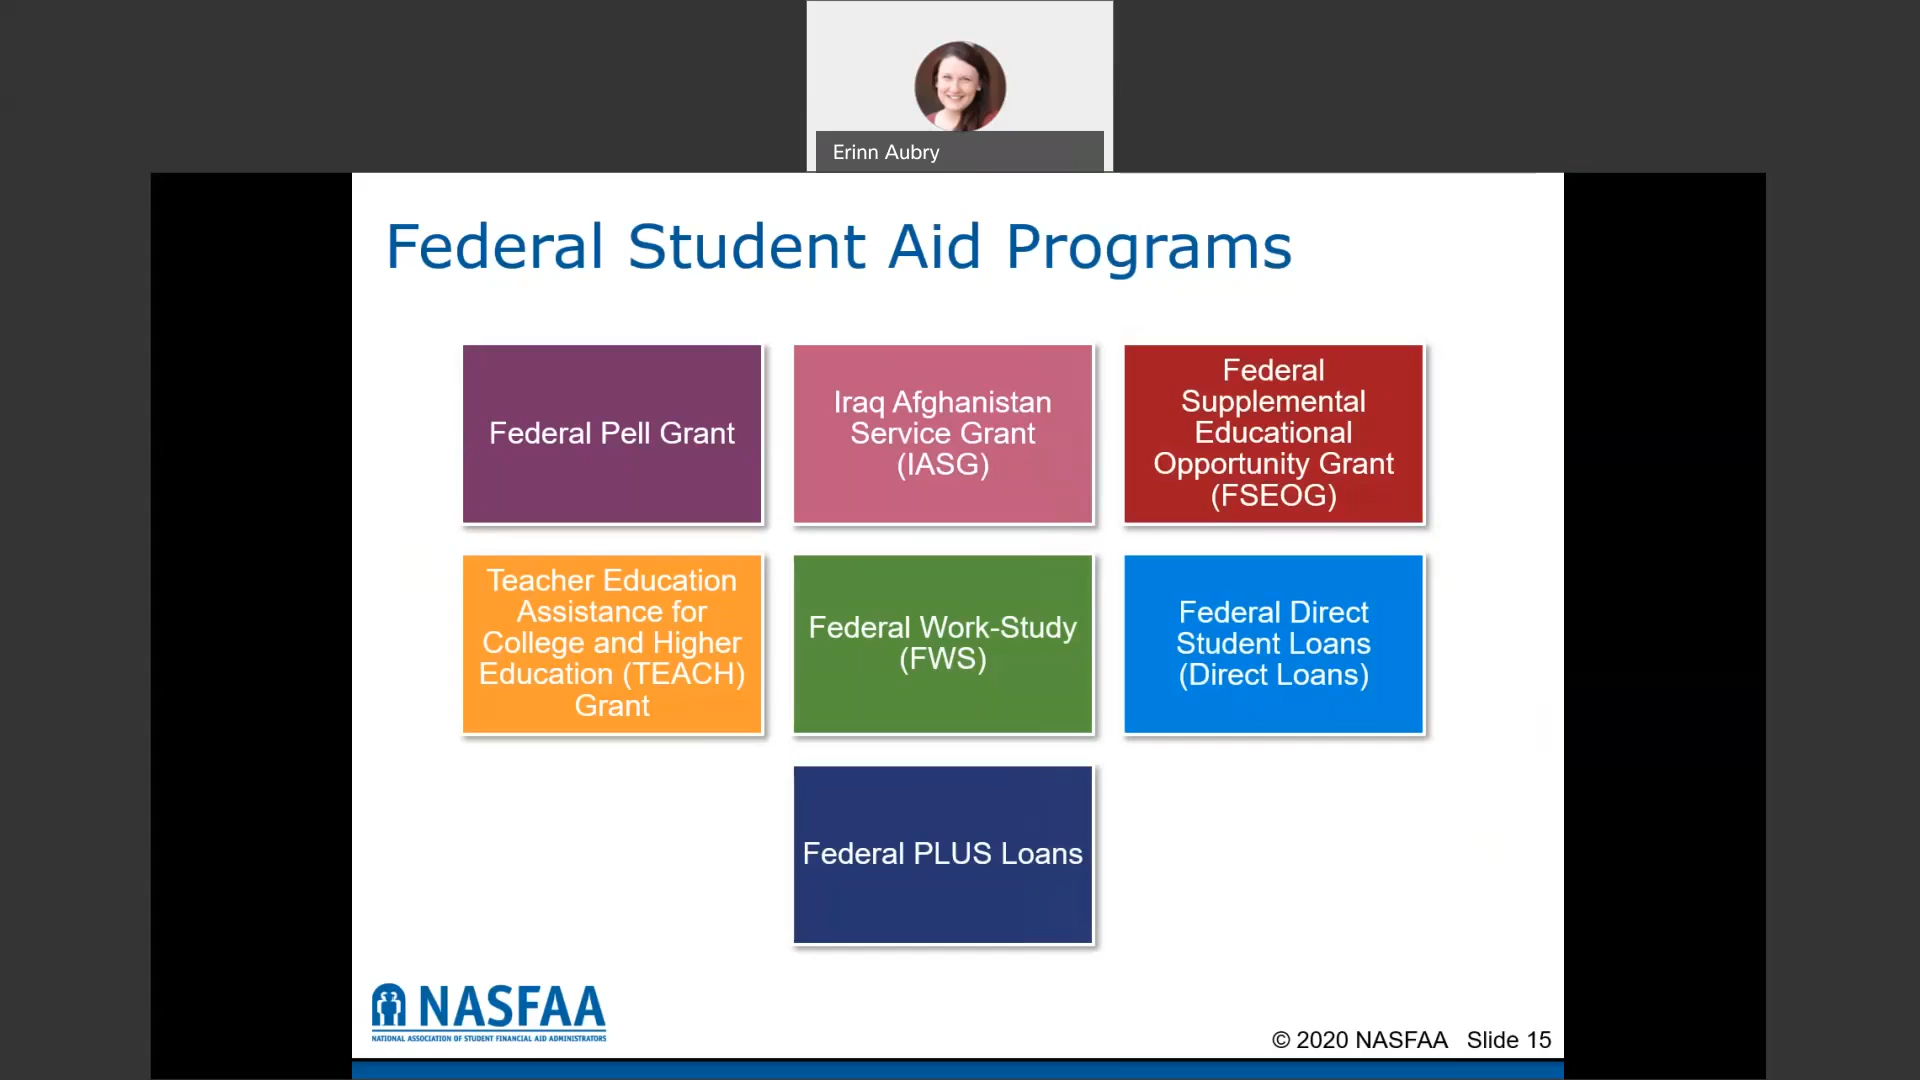 Erinn Aubry
Federal Student Aid Programs
Federal Pell Grant
Iraq Afghanistan
Service Grant
(IASG)
Federal
Supplemental
Educational
Opportunity Grant
(FSEOG)
Teacher Education
Assistance for
College and Higher
Education (TEACH)
Grant
Federal Work-Study
(FWS)
Federal Direct
Student Loans
(Direct Loans)
Federal PLUS Loans
NASFAA
NATIONAL ASSOCIATION OF STUDENT FINANCIAL AID ADMINISTRATORS
© 2020 NASFAA Slide 15